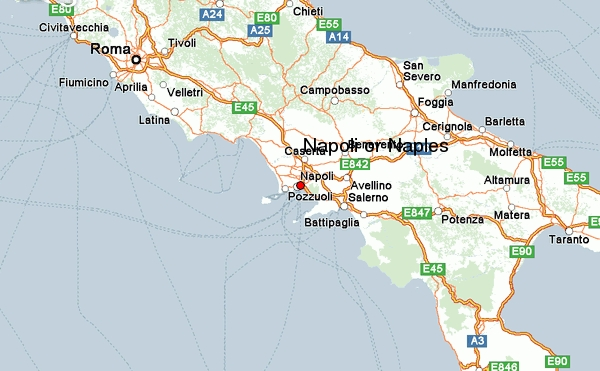 E80
A24
E80
E55
Chieti
Civitavecchia
A25
A14
Roma
Tivoli
San
Severo
Fiumicino
Aprilia
Velletri
Campobasso
Manfredonia
E45
Foggia
Latina
Barletta
Cerignola
Napoli or Naples
Benevento
Caserta
Molfetta
E842
E55
E55
Napoli
Avellino
Altamura
Pozzuoli
Salerno
E847
Matera
Battipaglia
Potenza
Taranto
E90
E45
A3
E846
E90